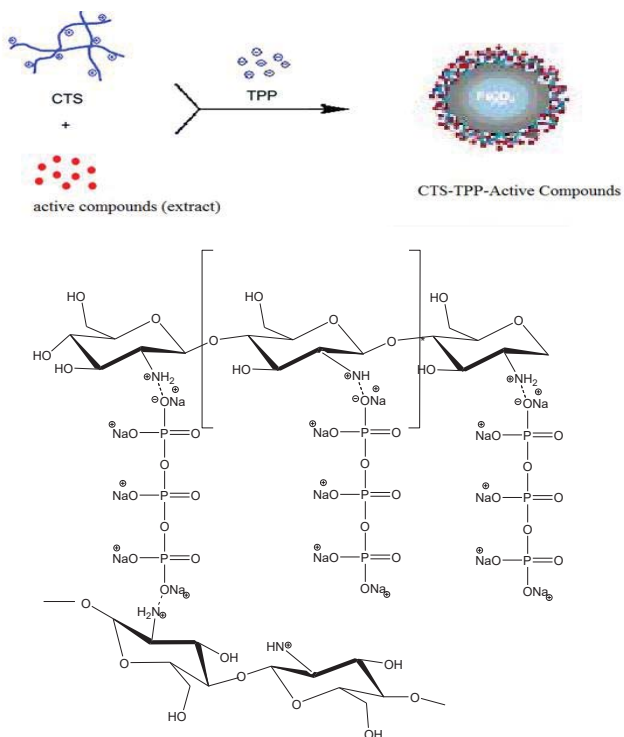 CTS
+
active compounds (extract)
TPP
CTS-TPP-Active Compounds
HO HO HO
O O O
HO O O *
HO HO HO
⊕NH2 ⊕NH ⊕NH2
⊖ONa⊕ ⊖ONa⊕ ⊖ONa⊕
⊕NaO P O ⊕NaO P O ⊕NaO P O
O O O
⊕NaO P O ⊕NaO P O ⊕NaO P O
O O O
⊕NaO P O ⊕NaO P O ⊕NaO P O
ONa⊕ ONa⊕ ONa⊕
O H2N⊕
OH HN⊕ OH
O O O
HO O
HO